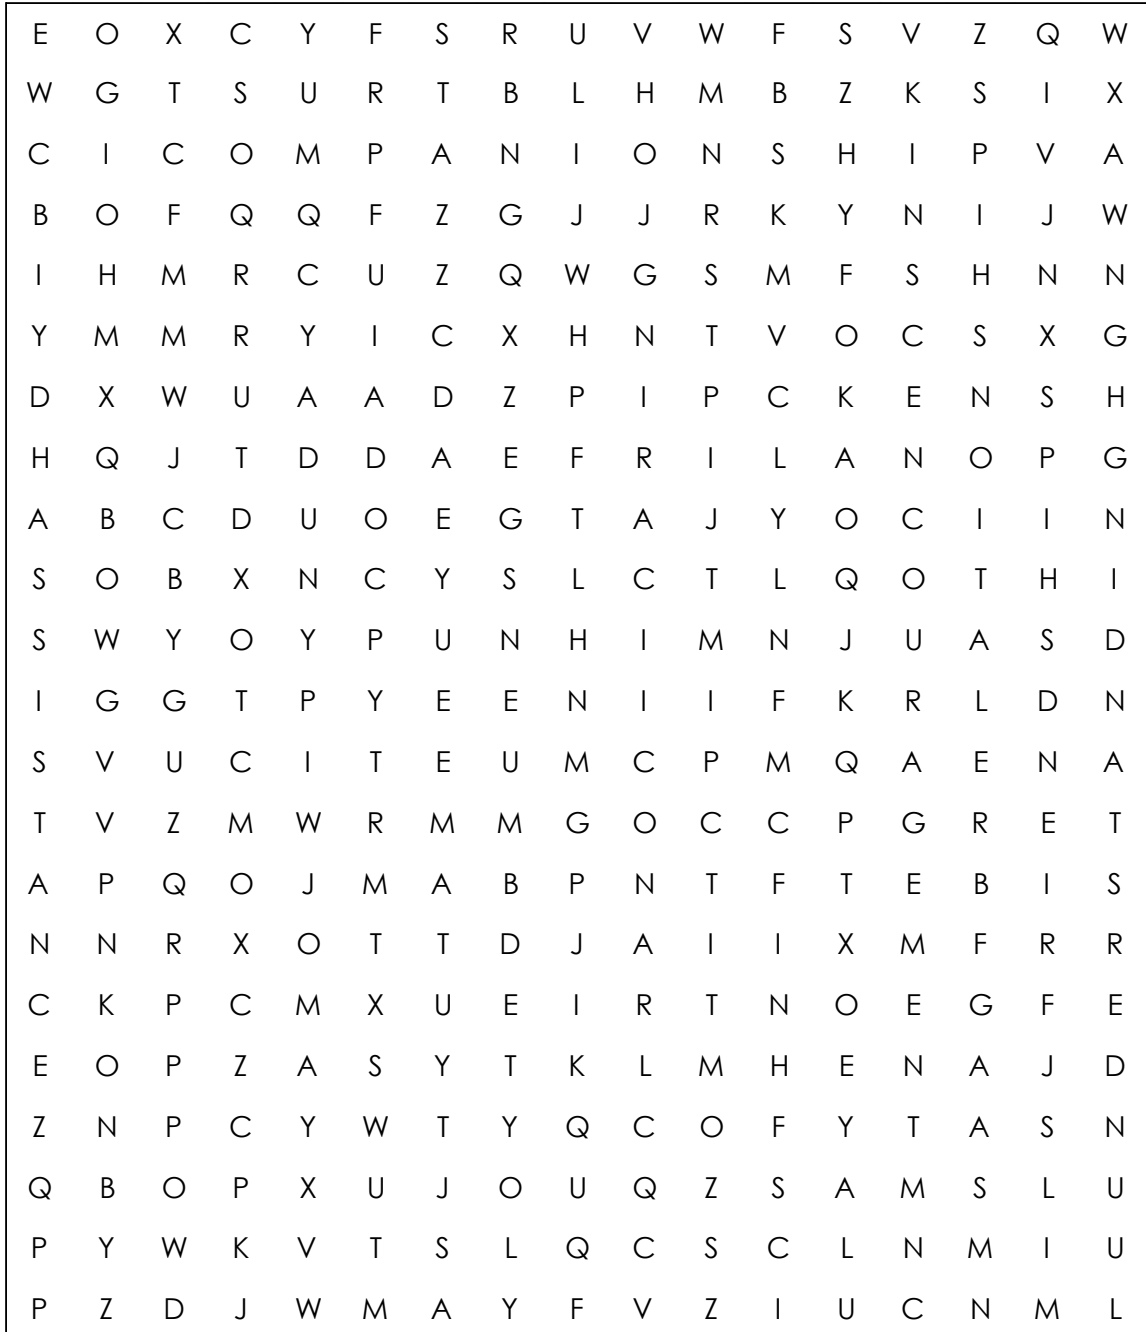 E O X C Y F S R U V W F S V Z Q W
W G T S U R T B L H M B Z K S I X
C I C O M P A N I O N S H I P V A
B O F Q Q F Z G J J R K Y N I J W
I H M R C U Z Q W G S M F S H N N
Y M M R Y I C X H N T V O C S X G
D X W U A A D Z P I P C K E N S H
H Q J T D D A E F R I L A N O P G
A B C D U O E G T A J Y O C I I N
S O B X N C Y S L C T L Q O T H I
S W Y O Y P U N H I M N J U A S D
I G G T P Y E E N I I F K R L D N
S V U C I T E U M C P M Q A E N A
T V Z M W R M M G O C C P G R E T
A P Q O J M A B P N T F T E B I S
N N R X O T T D J A I I X M F R R
C K P C M X U E I R T N O E G F E
E O P Z A S Y T K L M H E N A J D
Z N P C Y W T Y Q C O F Y T A S N
Q B O P X U J O U Q Z S A M S L U
P Y W K V T S L Q C S C L N M I U
P Z D J W M A Y F V Z I U C N M L